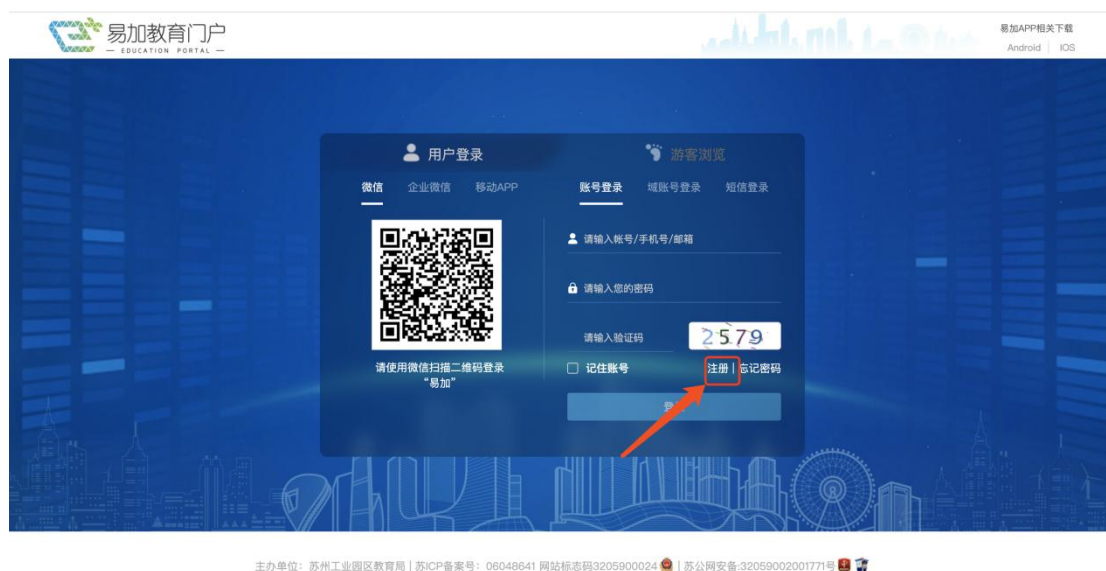 易加教育门户
— EDUCATION PORTAL —
易加APP相关下载
Android | IOS
用户登录
游客浏览
微信 企业微信 移动APP
账号登录 域账号登录 短信登录
请输入帐号/手机号/邮箱
请输入您的密码
请输入验证码 2579
请使用微信扫描二维码登录
“易加”
记住账号 注册 | 忘记密码
主办单位：苏州工业园区教育局 | 苏ICP备案号：06048641 网站标志码3205900024 | 苏公网安备:32059002001771号